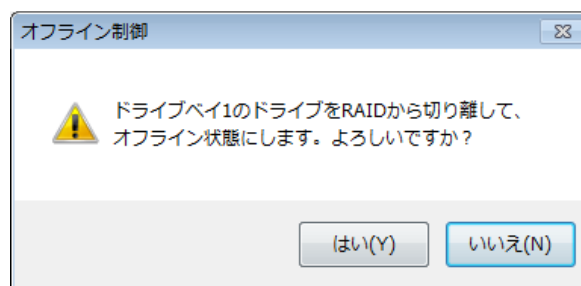 オフライン制御
ドライブベイ1のドライブをRAIDから切り離して、
オフライン状態にします。よろしいですか？
はい(Y)
いいえ(N)